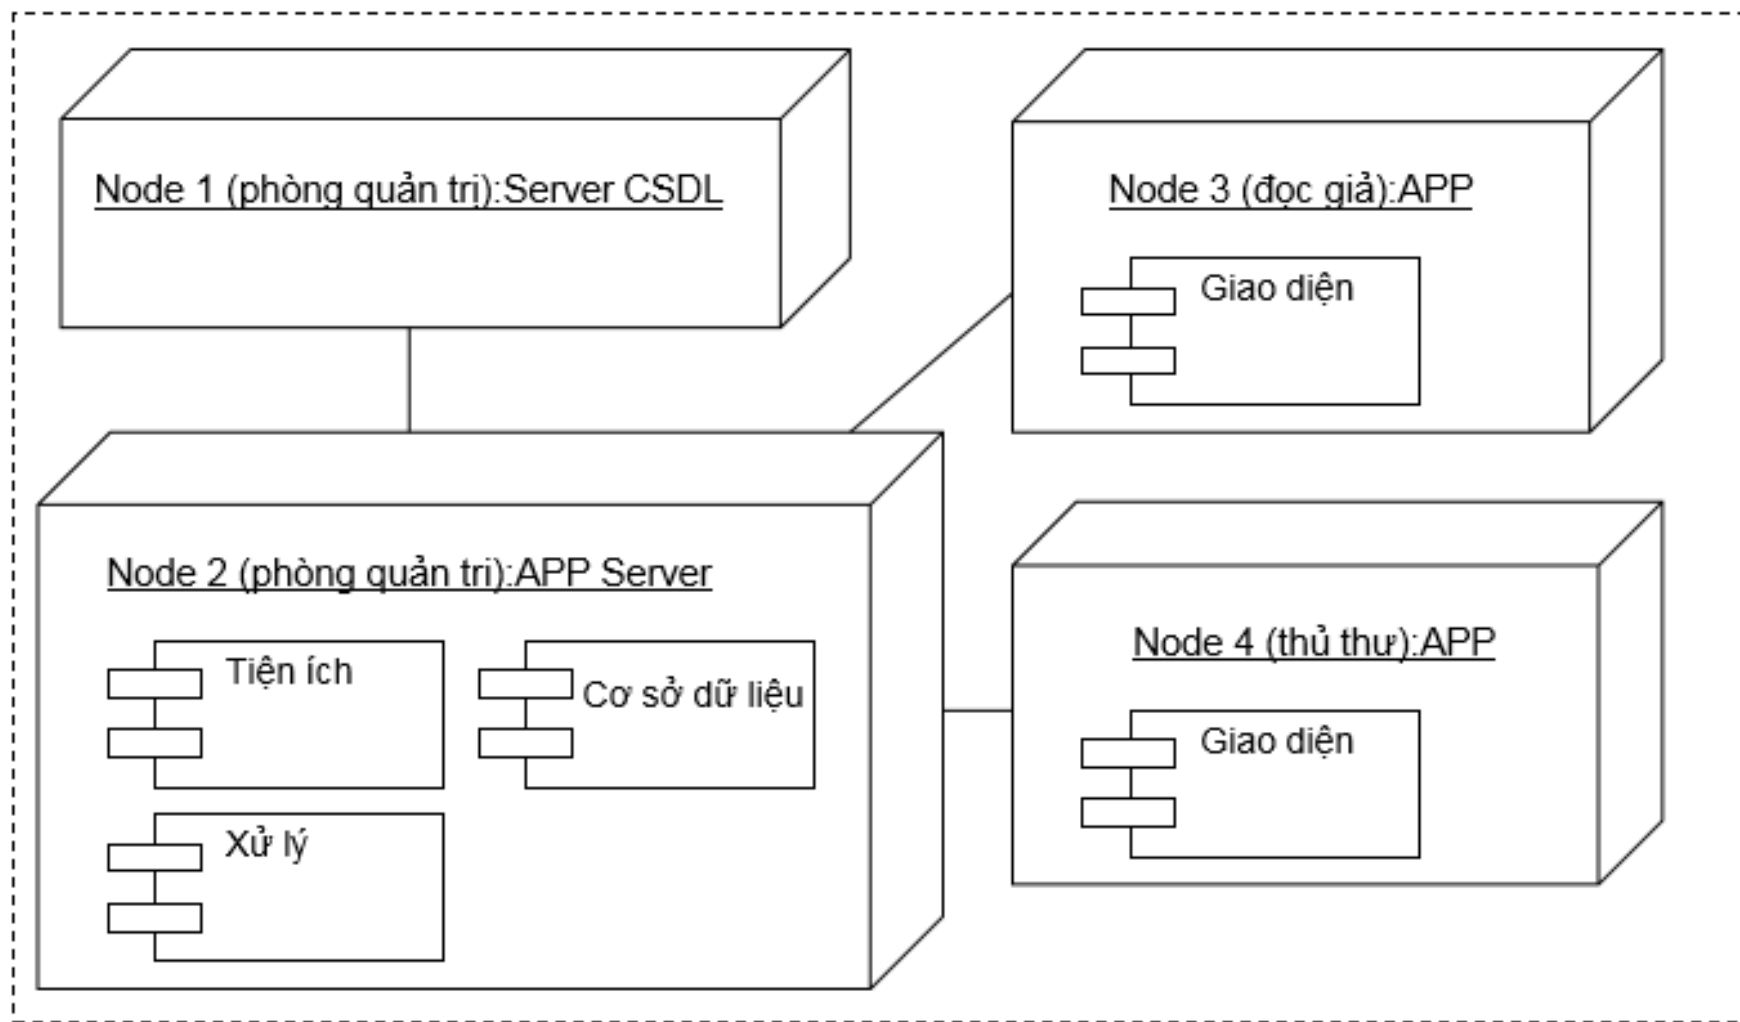 Node 1 (phòng quản trị):Server CSDL
Node 3 (đọc giả):APP
Giao diện
Node 2 (phòng quản tri):APP Server
Tiện ích
Cơ sở dữ liệu
Xử lý
Node 4 (thủ thư):APP
Giao diện